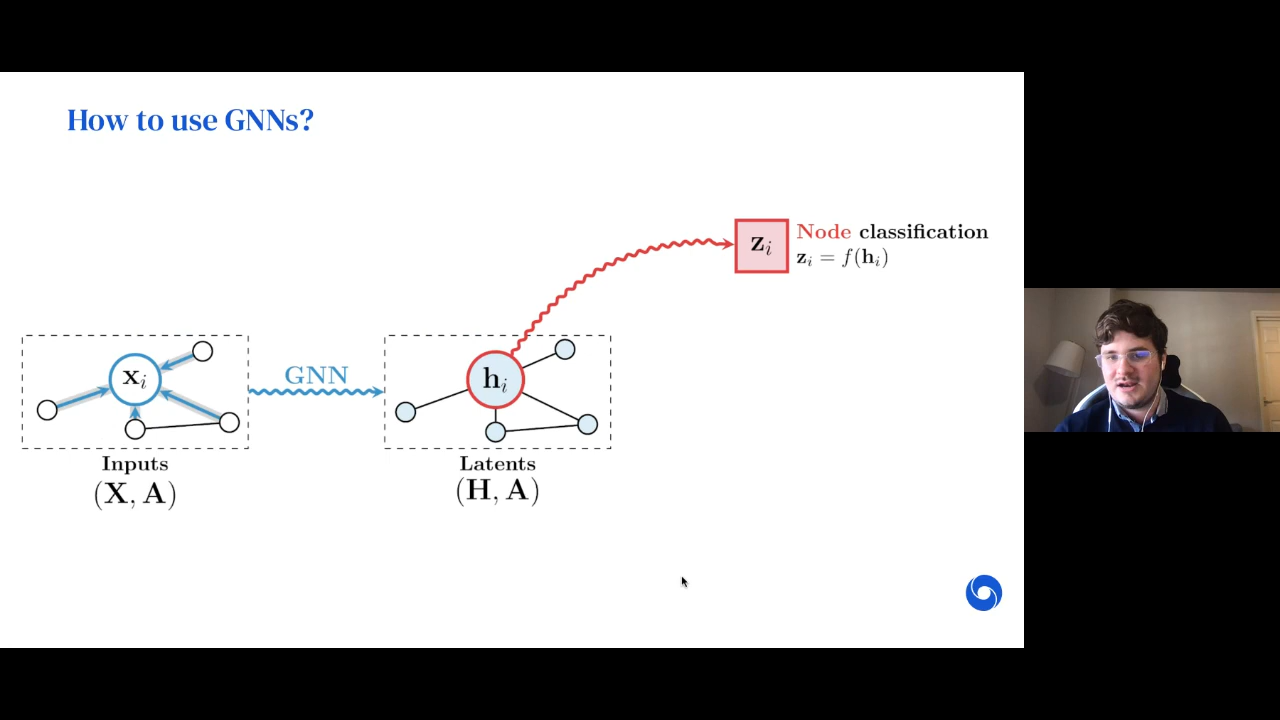 How to use GNNs?
z_i
Node classification
z_i = f(h_i)
x_i
GNN
h_i
Inputs
(X, A)
Latents
(H, A)